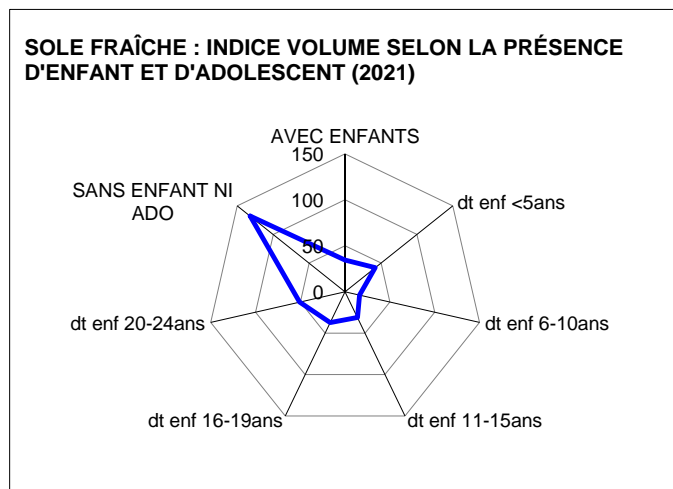 SOLE FRAÎCHE : INDICE VOLUME SELON LA PRÉSENCE
D'ENFANT ET D'ADOLESCENT (2021)
AVEC ENFANTS
150
100
50
0
dt enf <5ans
dt enf 6-10ans
dt enf 11-15ans
dt enf 16-19ans
dt enf 20-24ans
SANS ENFANT NI
ADO